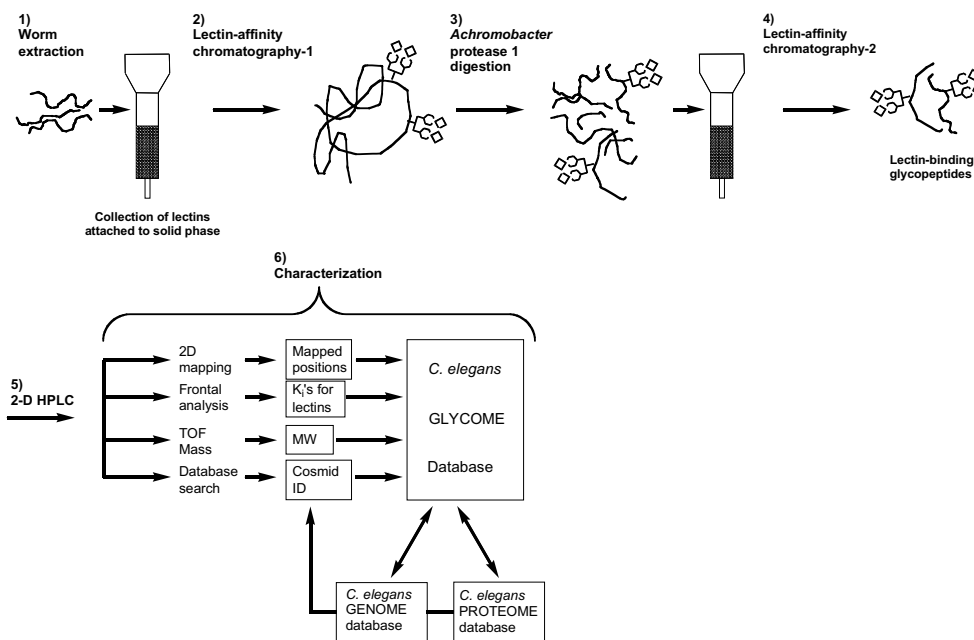 1)
Worm
extraction
2)
Lectin-affinity
chromatography-1
3)
Achromobacter
protease 1
digestion
4)
Lectin-affinity
chromatography-2
Collection of lectins
attached to solid phase
Lectin-binding
glycopeptides
6)
Characterization
5)
2-D HPLC
2D
mapping
Mapped
positions
Frontal
analysis
Ki's for
lectins
TOF
Mass
MW
Database
search
Cosmid
ID
C. elegans
GLYCOME
Database
C. elegans
GENOME
database
C. elegans
PROTEOME
database